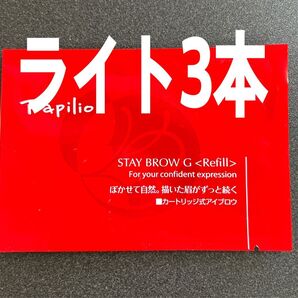 ライト3本
Papilio
STAY BROW G <Refill>
For your confident expression
ぼかせて自然。描いた眉がずっと続く
■カートリッジ式アイブロウ